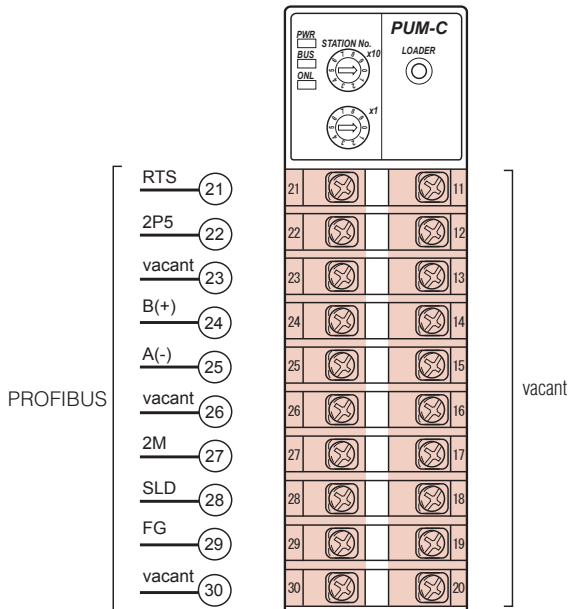 PUM-C
PWR
BUS
ONL
STATION No.
x10
LOADER
x1
PROFIBUS
RTS 21
2P5 22
vacant 23
B(+) 24
A(-) 25
vacant 26
2M 27
SLD 28
FG 29
vacant 30
21 11
22 12
23 13
24 14
25 15
26 16
27 17
28 18
29 19
30 20
vacant